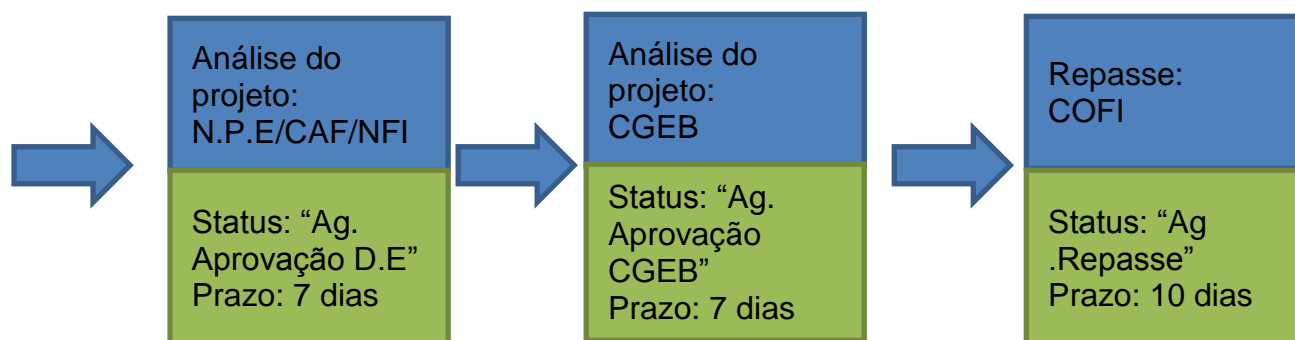 Análise do
projeto:
N.P.E/CAF/NFI
Status: “Ag.
Aprovação D.E”
Prazo: 7 dias
Análise do
projeto:
CGEB
Status: “Ag.
Aprovação
CGEB”
Prazo: 7 dias
Repasse:
COFI
Status: “Ag
.Repasse”
Prazo: 10 dias